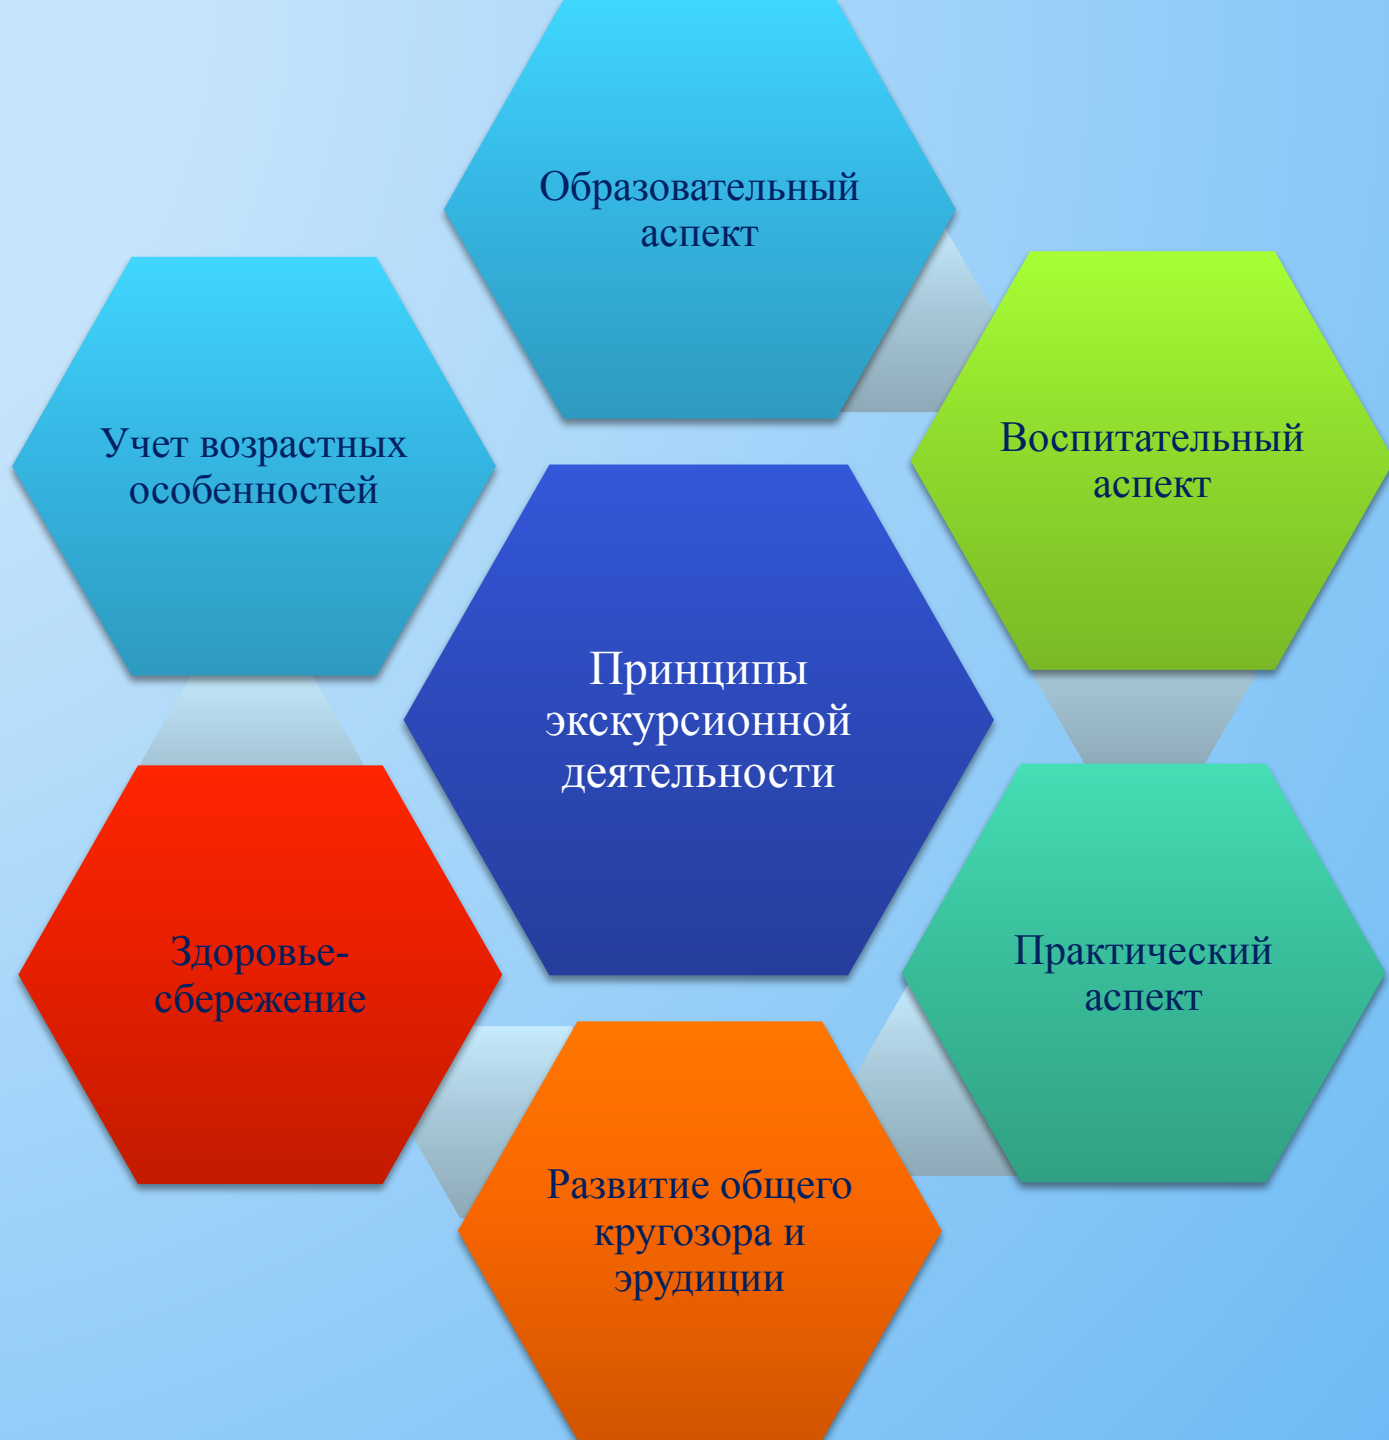 Образовательный
аспект
Воспитательный
аспект
Учет возрастных
особенностей
Принципы
экскурсионной
деятельности
Практический
аспект
Здоровье-
сбережение
Развитие общего
кругозора и
эрудиции